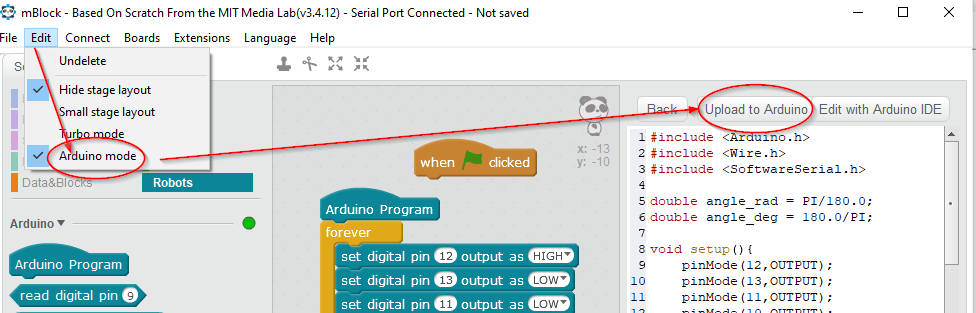 mBlock - Based On Scratch From the MIT Media Lab(v3.4.12) - Serial Port Connected - Not saved
File Edit Connect Boards Extensions Language Help
Undelete
Hide stage layout
Small stage layout
Turbo mode
Arduino mode
Data&Blocks
Robots
Arduino
Arduino Program
read digital pin 9
x: -13
y: -10
when clicked
Arduino Program
forever
set digital pin 12 output as HIGH
set digital pin 13 output as LOW
set digital pin 11 output as LOW
Back Upload to Arduino Edit with Arduino IDE
1 #include <Arduino.h>
2 #include <Wire.h>
3 #include <SoftwareSerial.h>
4
5 double angle_rad = PI/180.0;
6 double angle_deg = 180.0/PI;
7
8 void setup(){
9 pinMode(12,OUTPUT);
10 pinMode(13,OUTPUT);
11 pinMode(11,OUTPUT);
12 pinMode(10,OUTPUT);